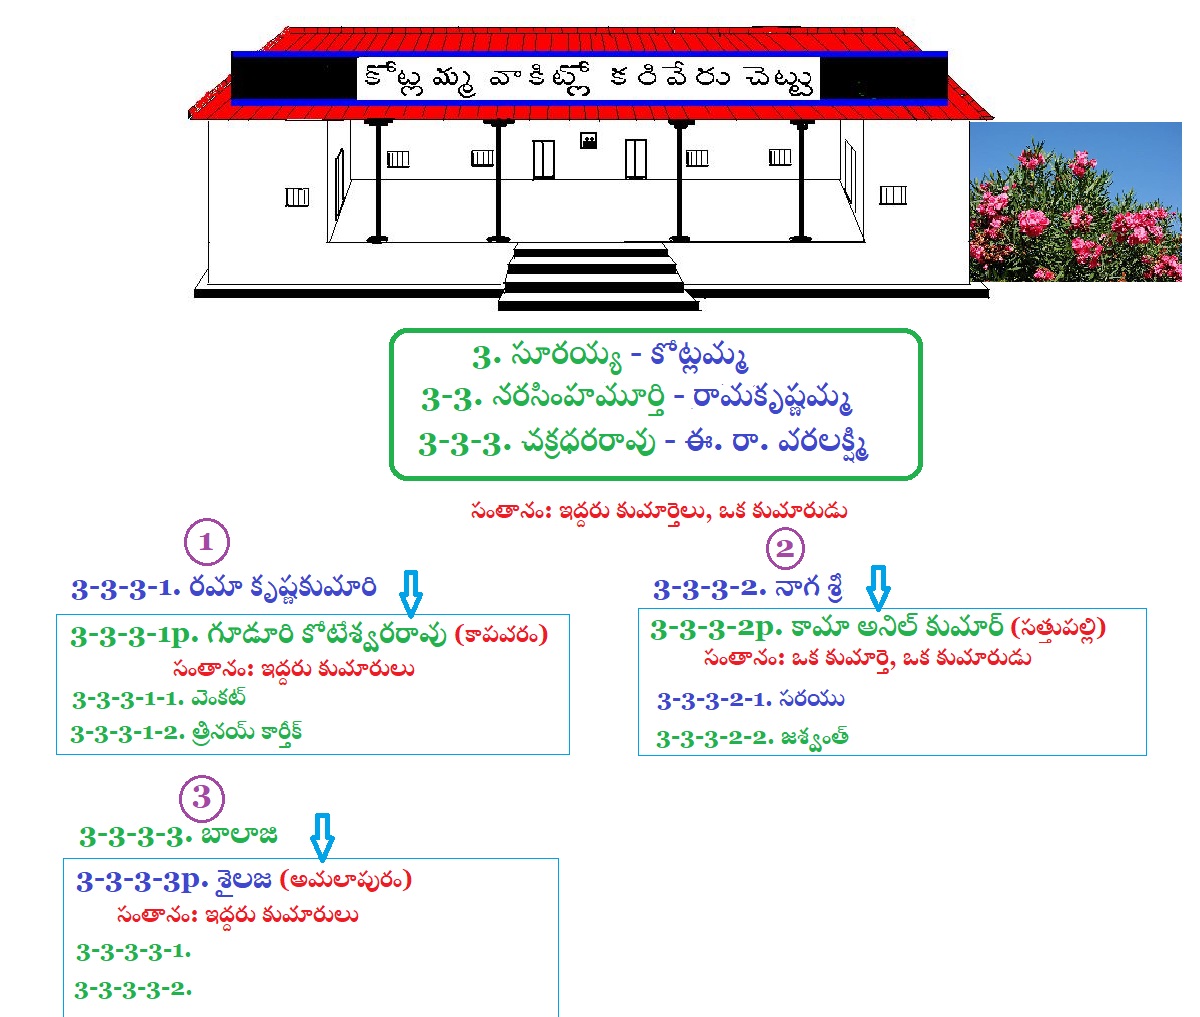 కోట్లమ్మ వాకిట్లో కరివేరు చెట్టు
3. సూరయ్య - కోట్లమ్మ
3-3. నరసింహమూర్తి - రామకృష్ణమ్మ
3-3-3. చక్రధరరావు - ఈ. రా. వరలక్ష్మి
సంతానం: ఇద్దరు కుమార్తెలు, ఒక కుమారుడు
1
3-3-3-1. రమా కృష్ణకుమారి
3-3-3-1p. గూడూరి కోటేశ్వరరావు (కాపవరం)
సంతానం: ఇద్దరు కుమారులు
3-3-3-1-1. వెంకట్
3-3-3-1-2. త్రినయ్ కార్తీక్
2
3-3-3-2. నాగ శ్రీ
3-3-3-2p. కామా అనిల్ కుమార్ (సత్తుపల్లి)
సంతానం: ఒక కుమార్తె, ఒక కుమారుడు
3-3-3-2-1. సరయు
3-3-3-2-2. జశ్వంత్
3
3-3-3-3. బాలాజి
3-3-3-3p. శైలజ (అమలాపురం)
సంతానం: ఇద్దరు కుమారులు
3-3-3-3-1.
3-3-3-3-2.